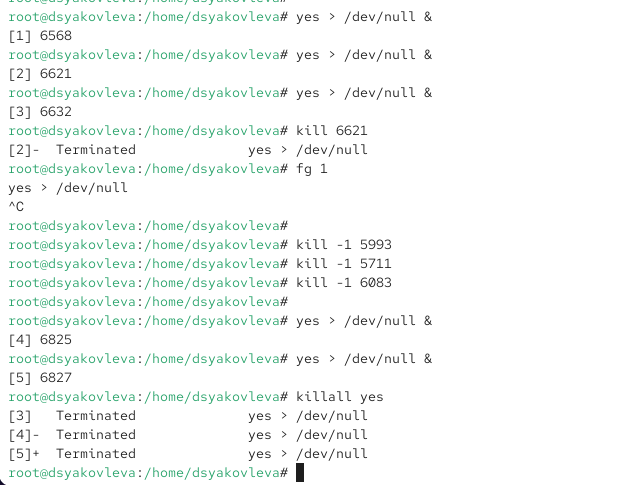 root@dsyakovleva:/home/dsyakovleva# yes > /dev/null &
[1] 6568
root@dsyakovleva:/home/dsyakovleva# yes > /dev/null &
[2] 6621
root@dsyakovleva:/home/dsyakovleva# yes > /dev/null &
[3] 6632
root@dsyakovleva:/home/dsyakovleva# kill 6621
[2]-  Terminated              yes > /dev/null
root@dsyakovleva:/home/dsyakovleva# fg 1
yes > /dev/null
^C
root@dsyakovleva:/home/dsyakovleva#
root@dsyakovleva:/home/dsyakovleva# kill -1 5993
root@dsyakovleva:/home/dsyakovleva# kill -1 5711
root@dsyakovleva:/home/dsyakovleva# kill -1 6083
root@dsyakovleva:/home/dsyakovleva#
root@dsyakovleva:/home/dsyakovleva# yes > /dev/null &
[4] 6825
root@dsyakovleva:/home/dsyakovleva# yes > /dev/null &
[5] 6827
root@dsyakovleva:/home/dsyakovleva# killall yes
[3]   Terminated              yes > /dev/null
[4]-  Terminated              yes > /dev/null
[5]+  Terminated              yes > /dev/null
root@dsyakovleva:/home/dsyakovleva#